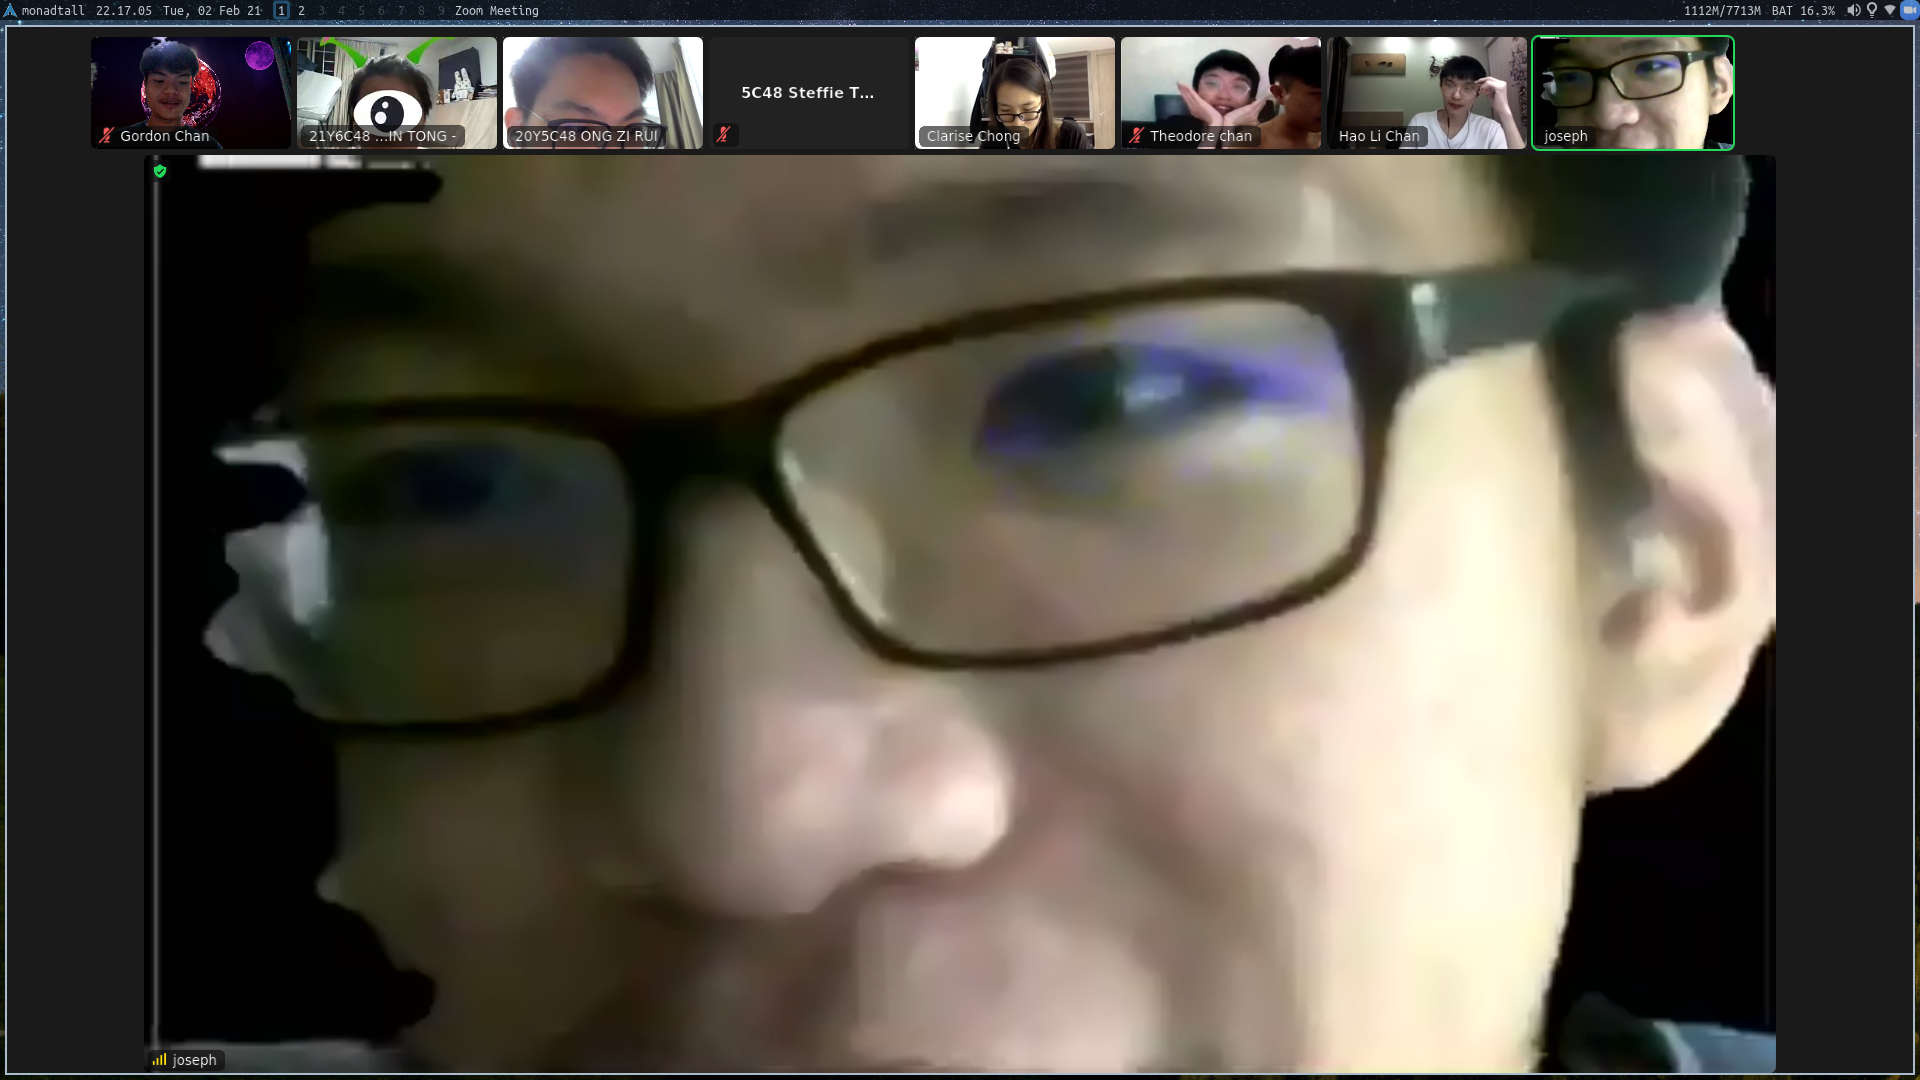 monadtall 22.17.05 Tue, 02 Feb 21 1 2 3 4 5 6 7 8 9 Zoom Meeting 1112M/7713M BAT 16.3%
5C48 Steffie T...
Gordon Chan
21Y6C48 ...IN TONG -
20Y5C48 ONG ZI RUI
Clarise Chong
Theodore chan
Hao Li Chan
joseph
joseph